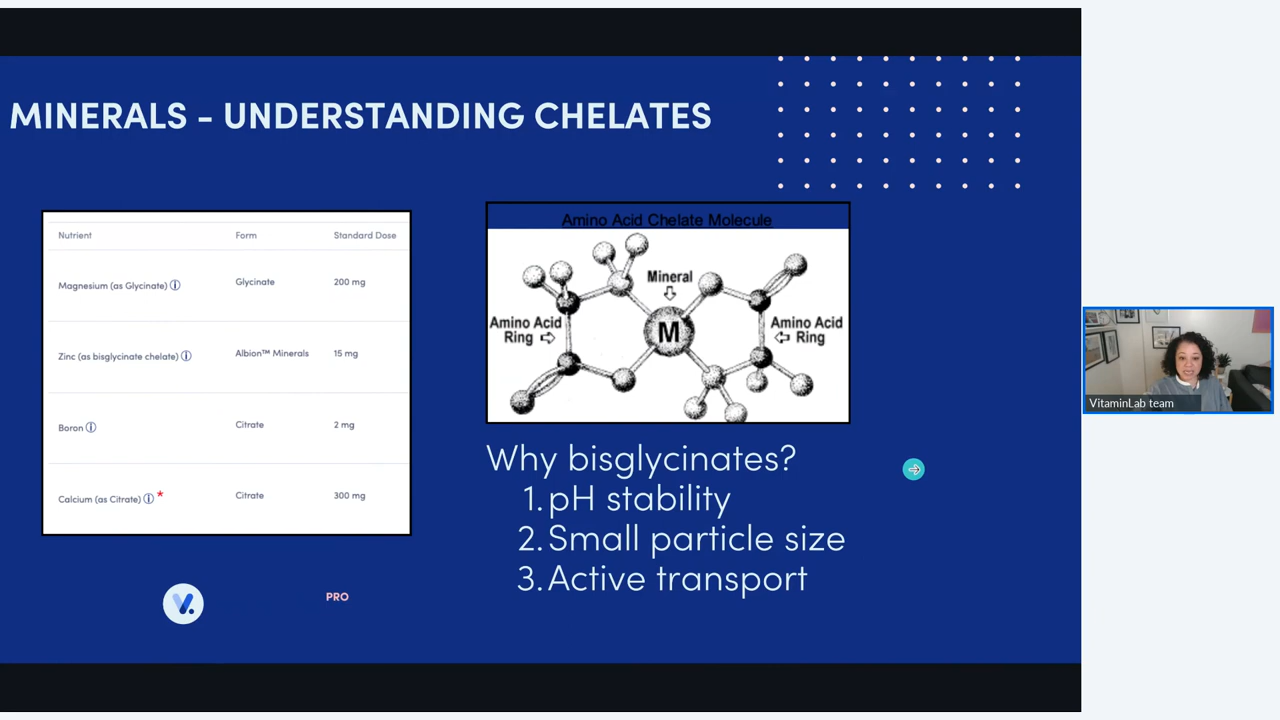 MINERALS - UNDERSTANDING CHELATES
Nutrient Form Standard Dose
Magnesium (as Glycinate) ⓘ Glycinate 200 mg
Zinc (as bisglycinate chelate) ⓘ Albion™ Minerals 15 mg
Boron ⓘ Citrate 2 mg
Calcium (as Citrate) ⓘ * Citrate 300 mg
Amino Acid Chelate Molecule
Mineral
M
Amino Acid
Ring
Amino Acid
Ring
Why bisglycinates?
1. pH stability
2. Small particle size
3. Active transport
V.
PRO
VitaminLab team